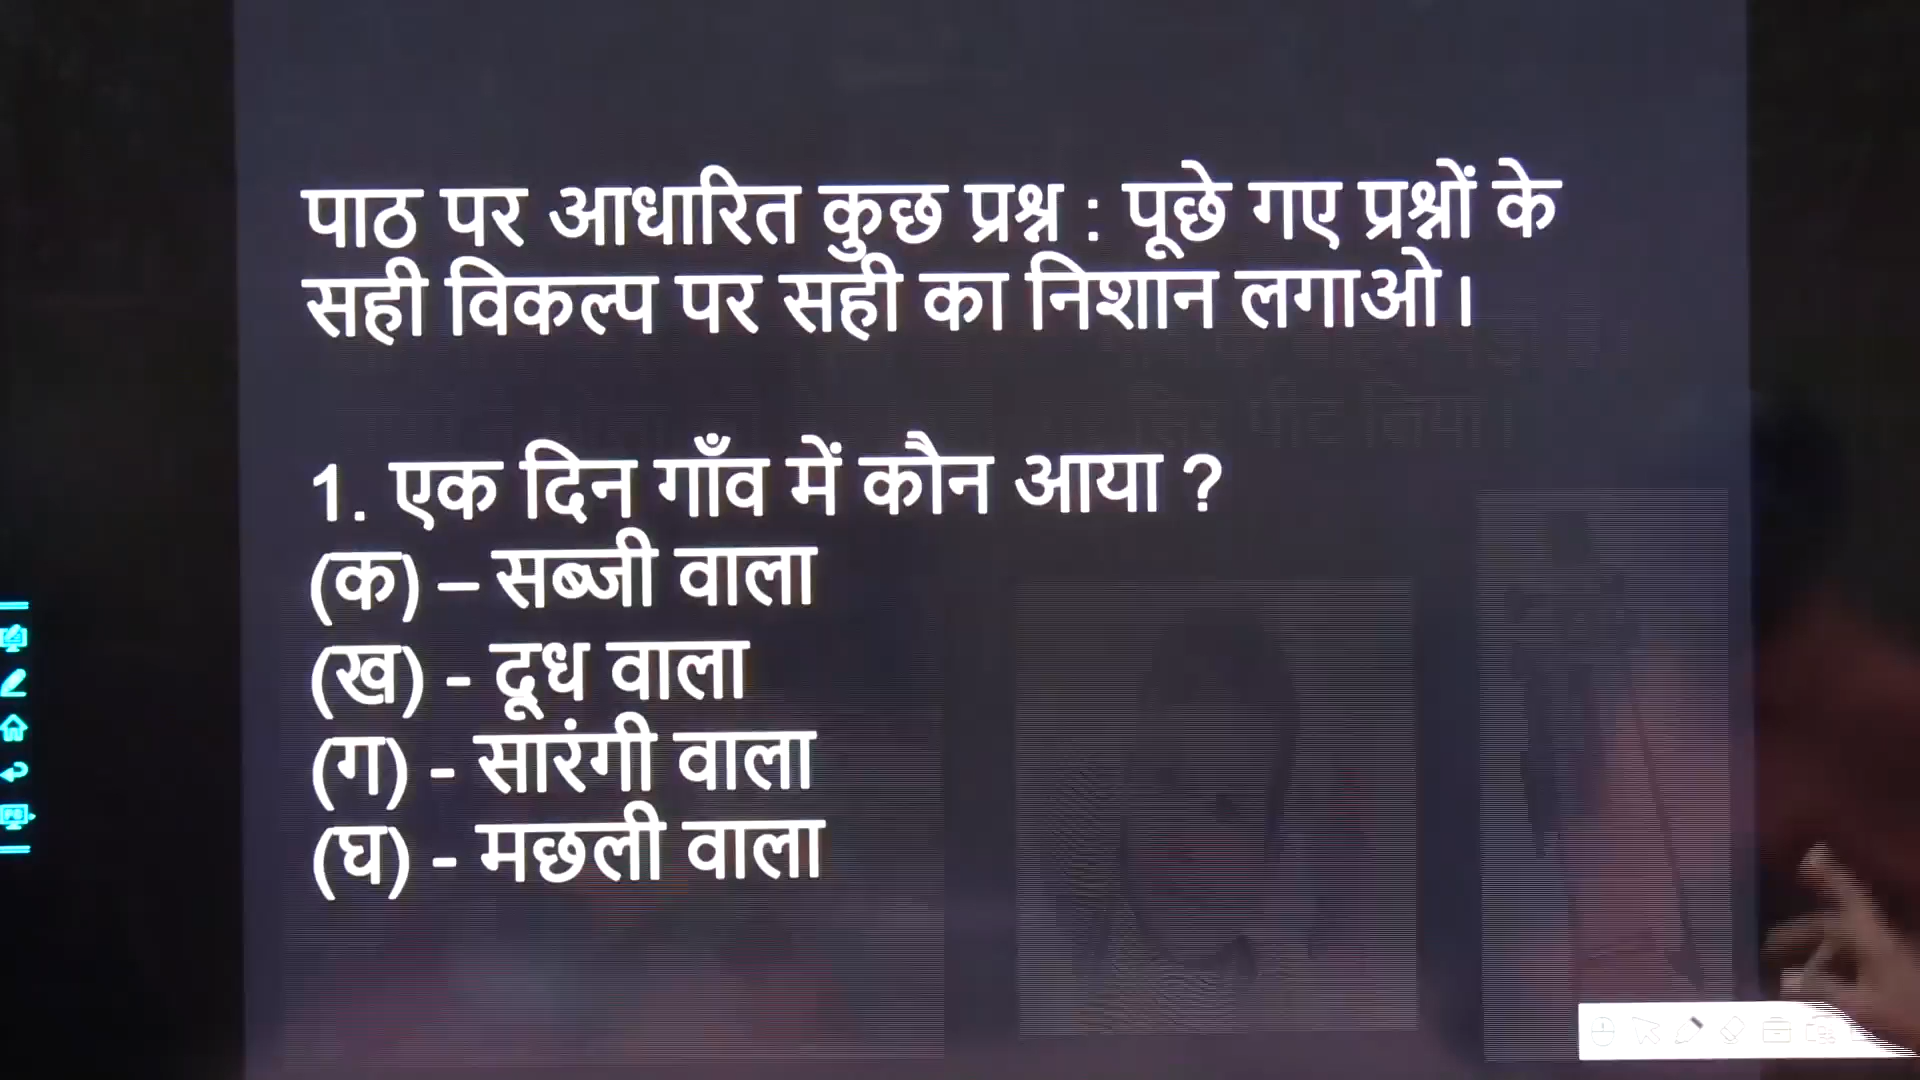 पाठ पर आधारित कुछ प्रश्न : पूछे गए प्रश्नों के
सही विकल्प पर सही का निशान लगाओ ।
1. एक दिन गाँव में कौन आया ?
(क) – सब्जी वाला
(ख) - दूध वाला
(ग) - सारंगी वाला
(घ) - मछली वाला